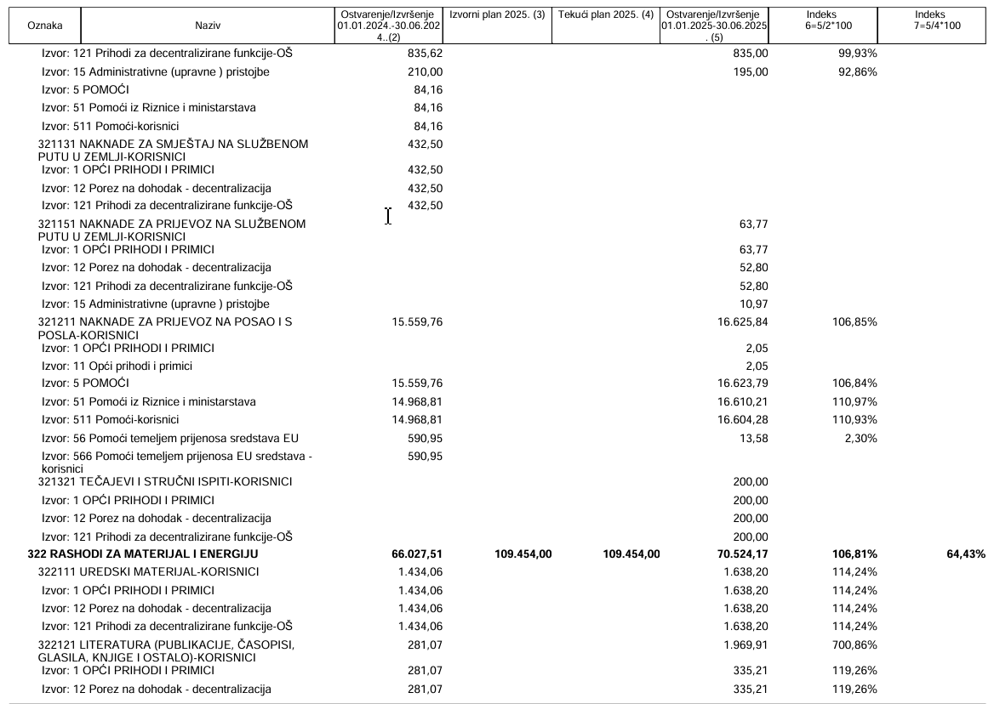 Oznaka Naziv Ostvarenje/Izvršenje 01.01.2024.-30.06.202 4..(2) Izvorni plan 2025. (3) Tekući plan 2025. (4) Ostvarenje/Izvršenje 01.01.2025-30.06.2025 . (5) Indeks 6=5/2*100 Indeks 7=5/4*100
Izvor: 121 Prihodi za decentralizirane funkcije-OŠ 835,62 835,00 99,93%
Izvor: 15 Administrativne (upravne ) pristojbe 210,00 195,00 92,86%
Izvor: 5 POMOĆI 84,16
Izvor: 51 Pomoći iz Riznice i ministarstava 84,16
Izvor: 511 Pomoći-korisnici 84,16
321131 NAKNADE ZA SMJEŠTAJ NA SLUŽBENOM 432,50
PUTU U ZEMLJI-KORISNICI
Izvor: 1 OPĆI PRIHODI I PRIMICI 432,50
Izvor: 12 Porez na dohodak - decentralizacija 432,50
Izvor: 121 Prihodi za decentralizirane funkcije-OŠ 432,50
321151 NAKNADE ZA PRIJEVOZ NA SLUŽBENOM 63,77
PUTU U ZEMLJI-KORISNICI
Izvor: 1 OPĆI PRIHODI I PRIMICI 63,77
Izvor: 12 Porez na dohodak - decentralizacija 52,80
Izvor: 121 Prihodi za decentralizirane funkcije-OŠ 52,80
Izvor: 15 Administrativne (upravne ) pristojbe 10,97
321211 NAKNADE ZA PRIJEVOZ NA POSAO I S 15.559,76 16.625,84 106,85%
POSLA-KORISNICI
Izvor: 1 OPĆI PRIHODI I PRIMICI 2,05
Izvor: 11 Opći prihodi i primici 2,05
Izvor: 5 POMOĆI 15.559,76 16.623,79 106,84%
Izvor: 51 Pomoći iz Riznice i ministarstava 14.968,81 16.610,21 110,97%
Izvor: 511 Pomoći-korisnici 14.968,81 16.604,28 110,93%
Izvor: 56 Pomoći temeljem prijenosa sredstava EU 590,95 13,58 2,30%
Izvor: 566 Pomoći temeljem prijenosa EU sredstava - 590,95
korisnici
321321 TEČAJEVI I STRUČNI ISPITI-KORISNICI 200,00
Izvor: 1 OPĆI PRIHODI I PRIMICI 200,00
Izvor: 12 Porez na dohodak - decentralizacija 200,00
Izvor: 121 Prihodi za decentralizirane funkcije-OŠ 200,00
322 RASHODI ZA MATERIJAL I ENERGIJU 66.027,51 109.454,00 109.454,00 70.524,17 106,81% 64,43%
322111 UREDSKI MATERIJAL-KORISNICI 1.434,06 1.638,20 114,24%
Izvor: 1 OPĆI PRIHODI I PRIMICI 1.434,06 1.638,20 114,24%
Izvor: 12 Porez na dohodak - decentralizacija 1.434,06 1.638,20 114,24%
Izvor: 121 Prihodi za decentralizirane funkcije-OŠ 1.434,06 1.638,20 114,24%
322121 LITERATURA (PUBLIKACIJE, ČASOPISI, 281,07 1.969,91 700,86%
GLASILA, KNJIGE I OSTALO)-KORISNICI
Izvor: 1 OPĆI PRIHODI I PRIMICI 281,07 335,21 119,26%
Izvor: 12 Porez na dohodak - decentralizacija 281,07 335,21 119,26%